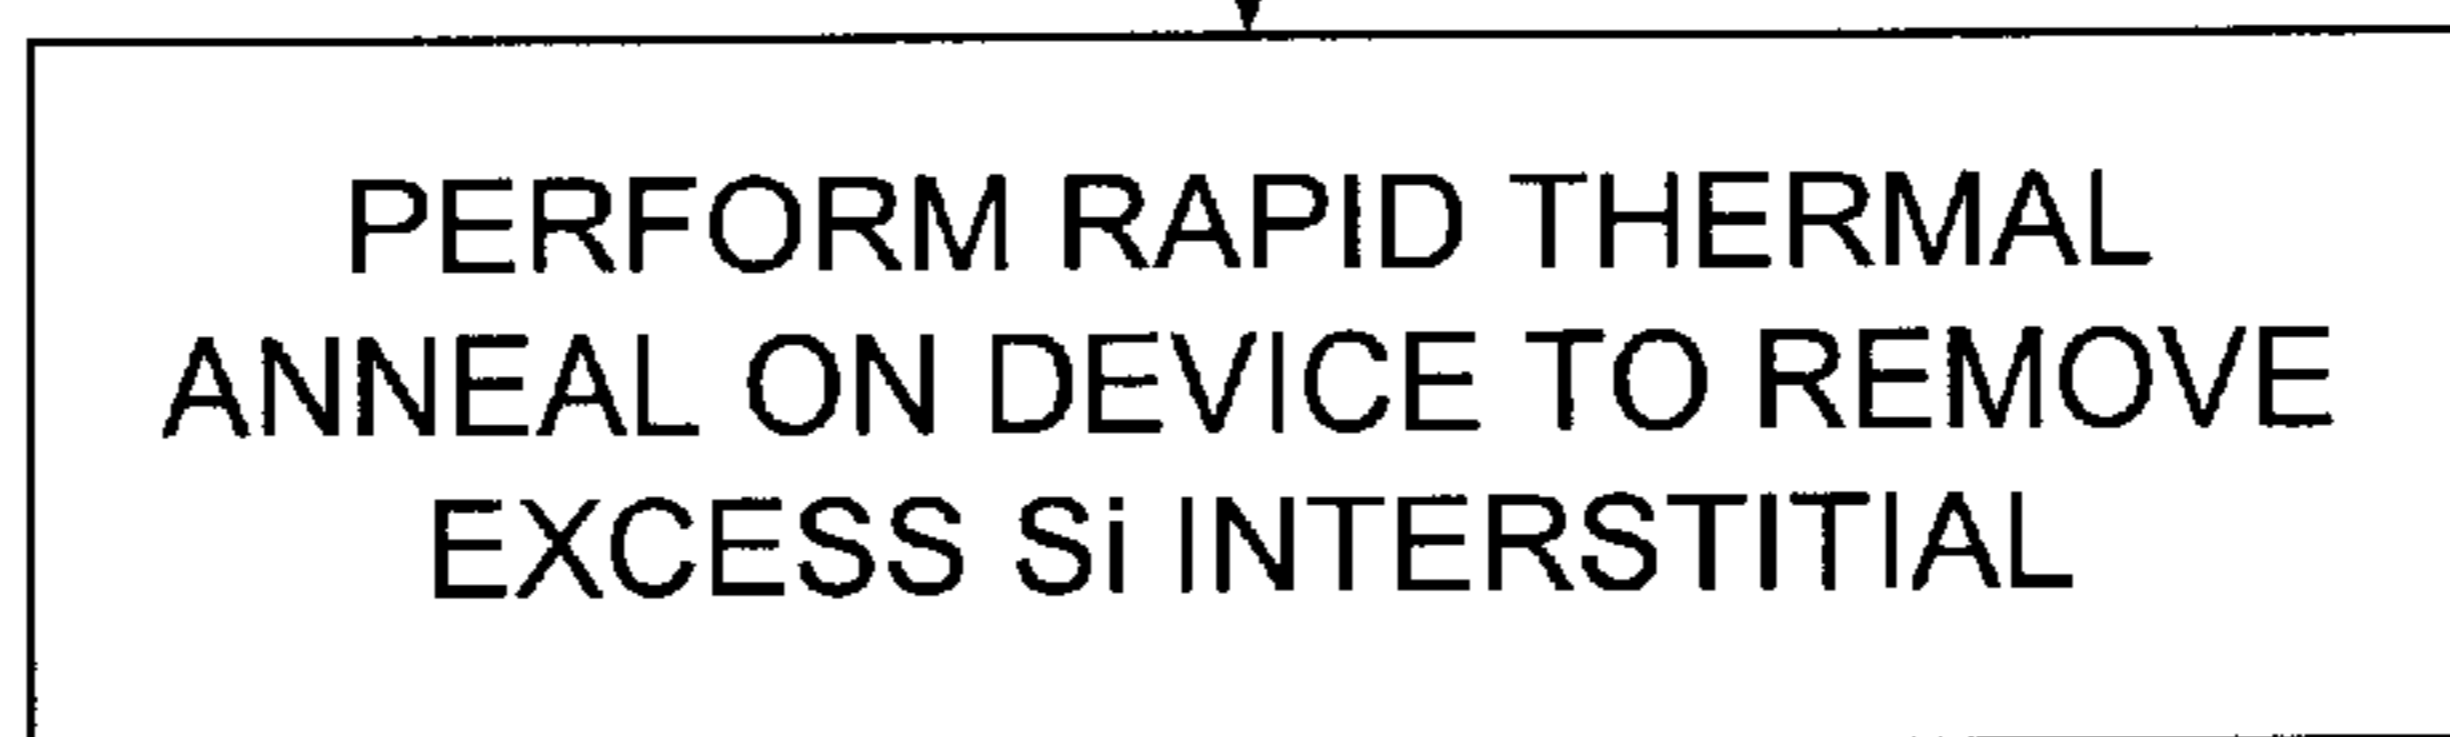 PERFORM RAPID THERMAL
ANNEAL ON DEVICE TO REMOVE
EXCESS Si INTERSTITIAL